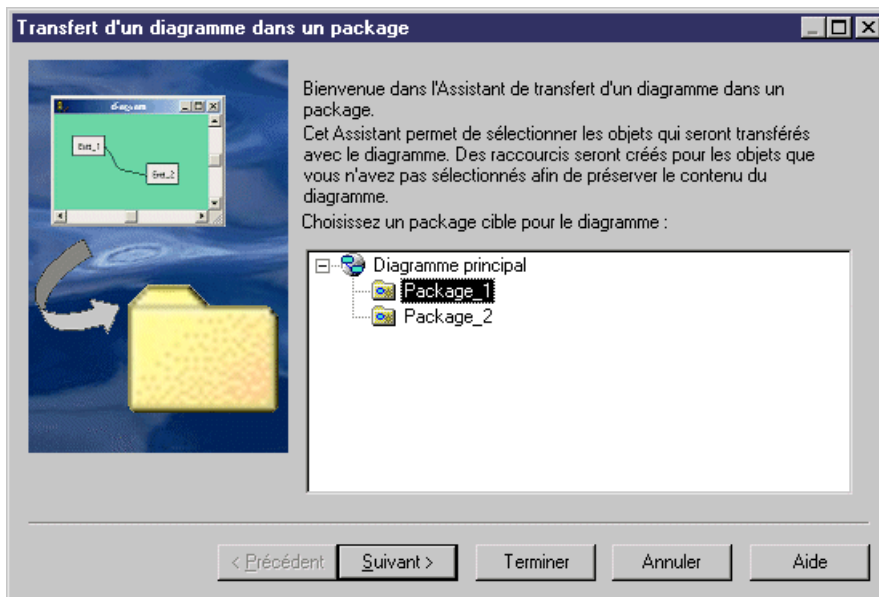 Transfert d'un diagramme dans un package
diagram
Entt_1
Entt_2
Bienvenue dans l'Assistant de transfert d'un diagramme dans un
package.
Cet Assistant permet de sélectionner les objets qui seront transférés
avec le diagramme. Des raccourcis seront créés pour les objets que
vous n'avez pas sélectionnés afin de préserver le contenu du
diagramme.
Choisissez un package cible pour le diagramme :
Diagramme principal
Package_1
Package_2
< Précédent
Suivant >
Terminer
Annuler
Aide